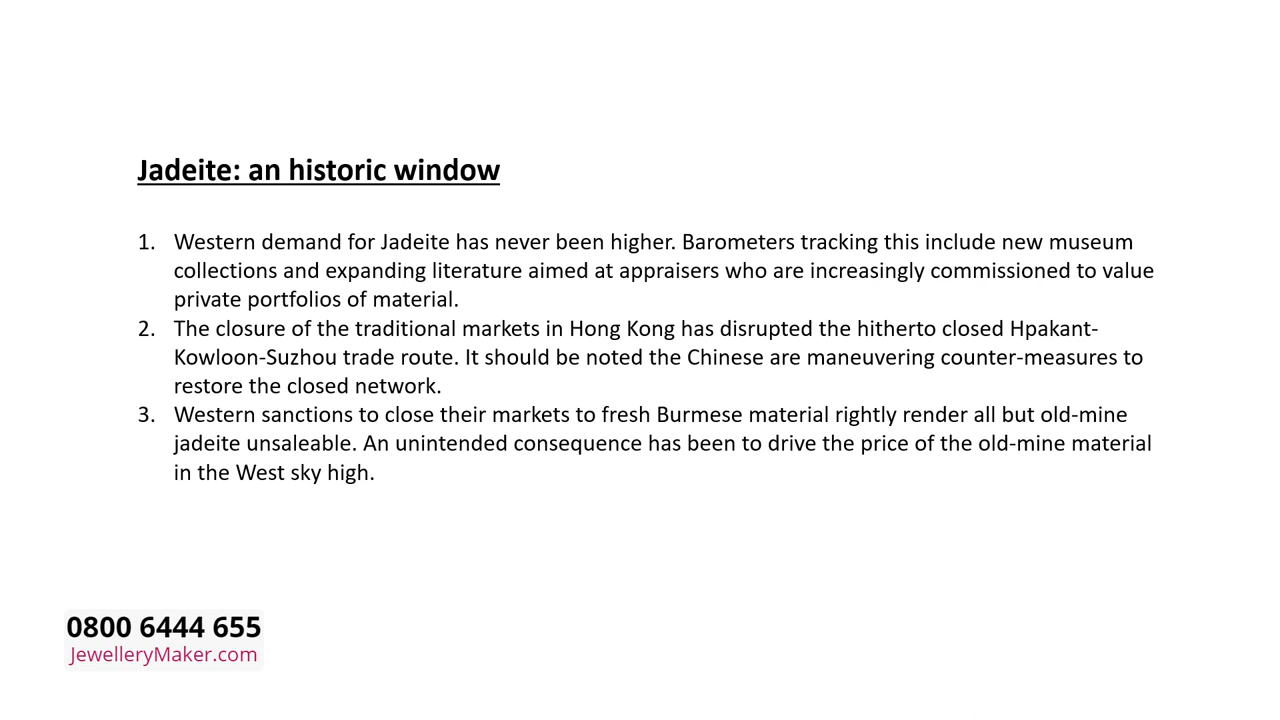 Jadeite: an historic window
1. Western demand for Jadeite has never been higher. Barometers tracking this include new museum
collections and expanding literature aimed at appraisers who are increasingly commissioned to value
private portfolios of material.
2. The closure of the traditional markets in Hong Kong has disrupted the hitherto closed Hpakant-
Kowloon-Suzhou trade route. It should be noted the Chinese are maneuvering counter-measures to
restore the closed network.
3. Western sanctions to close their markets to fresh Burmese material rightly render all but old-mine
jadeite unsaleable. An unintended consequence has been to drive the price of the old-mine material
in the West sky high.
0800 6444 655
JewelleryMaker.com